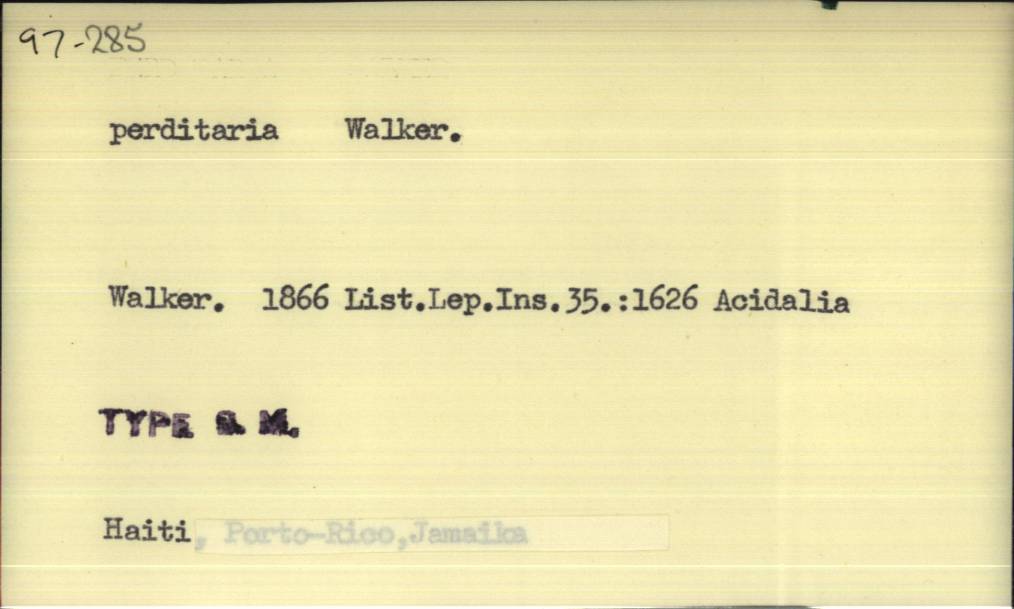 97-285
perditaria Walker.
Walker. 1866 List.Lep.Ins.35.:1626 Acidalia
TYPE B. M.
Haiti, Porto-Rico,Jamaika